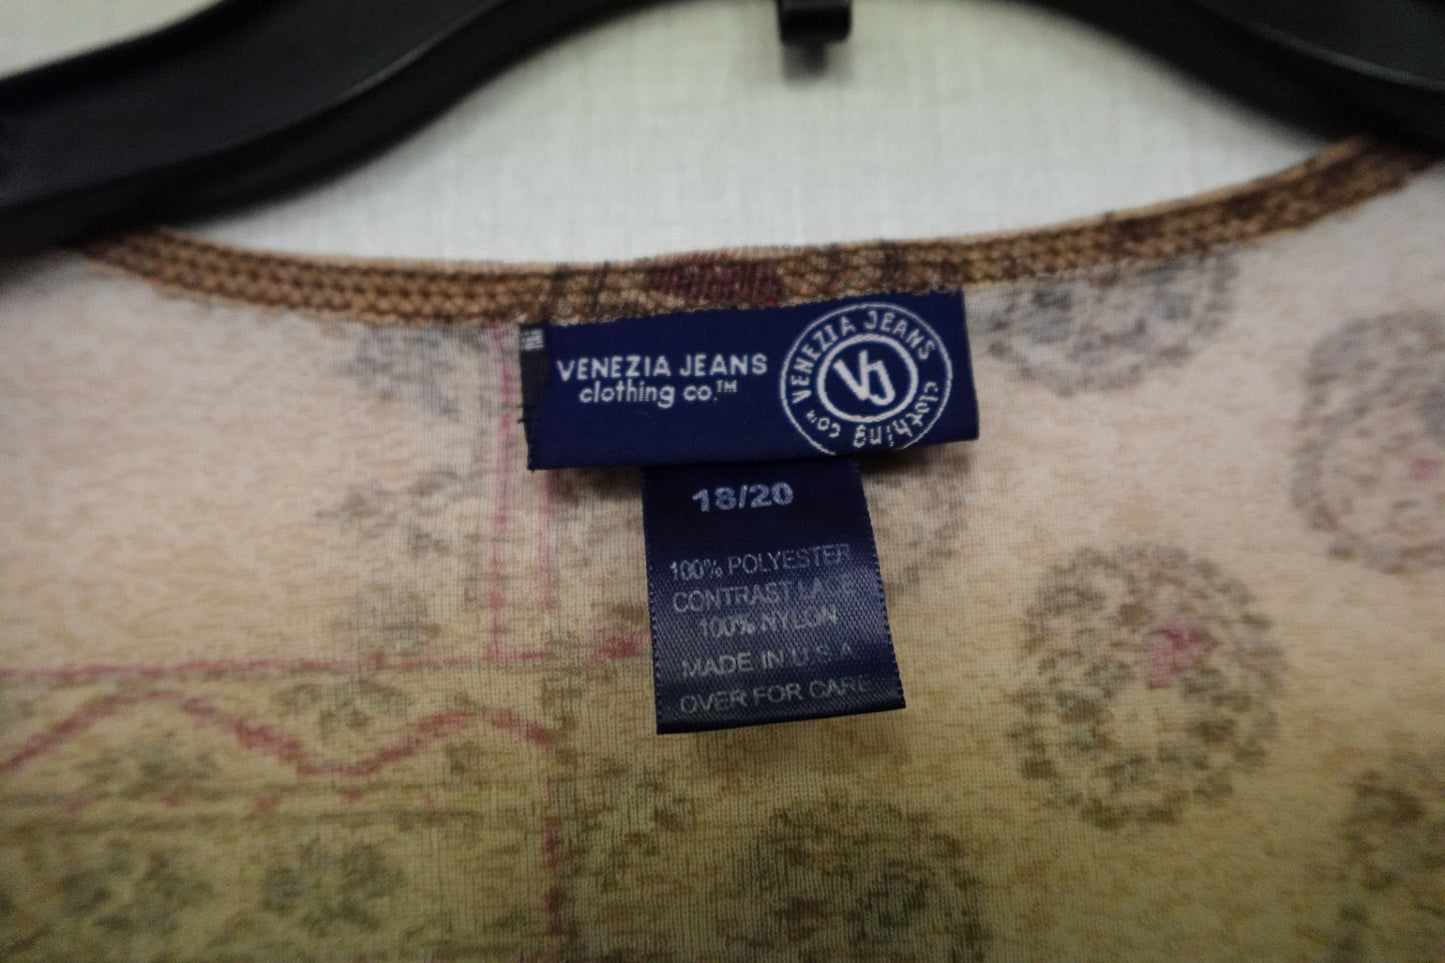 VENEZIA JEANS
clothing co.™
VENEZIA JEANS
clothing co™
VJ
18/20
100% POLYESTER
CONTRAST LACE
100% NYLON
MADE IN U.S.A
OVER FOR CARE